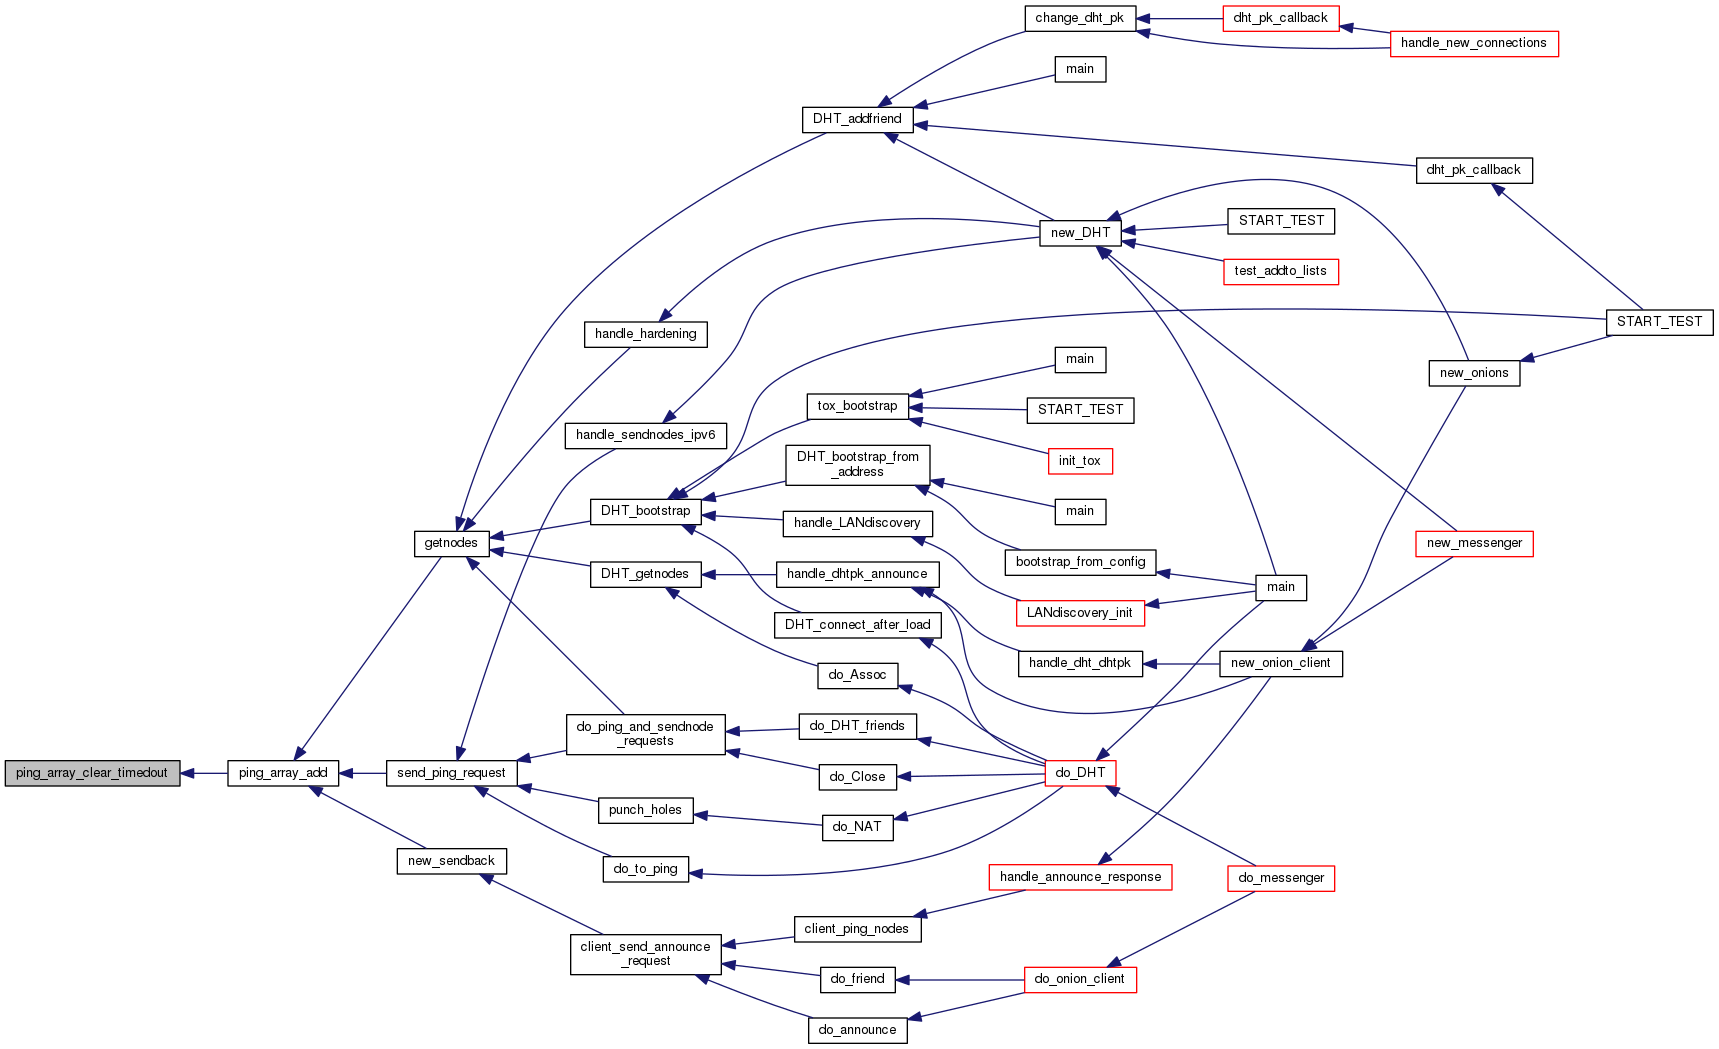 change_dht_pk
dht_pk_callback
handle_new_connections
main
DHT_addfriend
dht_pk_callback
new_DHT
START_TEST
test_addto_lists
handle_hardening
START_TEST
main
new_onions
tox_bootstrap
START_TEST
handle_sendnodes_ipv6
init_tox
DHT_bootstrap_from
_address
DHT_bootstrap
main
handle_LANdiscovery
getnodes
new_messenger
bootstrap_from_config
DHT_getnodes
handle_dhtpk_announce
main
LANdiscovery_init
DHT_connect_after_load
handle_dht_dhtpk
new_onion_client
do_Assoc
do_ping_and_sendnode
_requests
do_DHT_friends
ping_array_clear_timedout
ping_array_add
send_ping_request
do_Close
do_DHT
punch_holes
do_NAT
new_sendback
do_to_ping
handle_announce_response
do_messenger
client_ping_nodes
client_send_announce
_request
do_friend
do_onion_client
do_announce